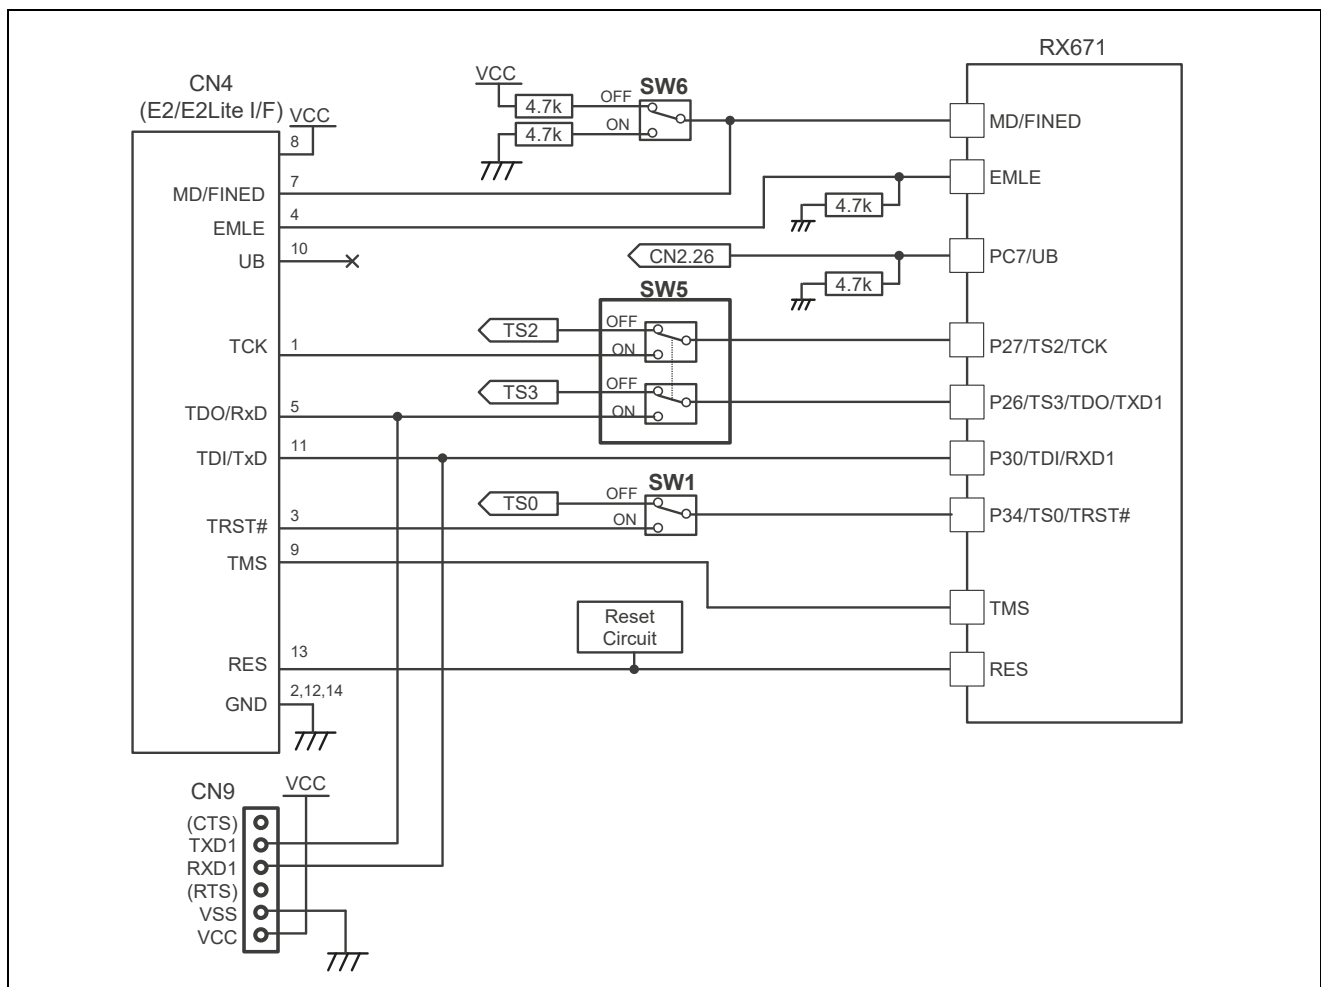 RX671
CN4
(E2/E2Lite I/F)
VCC
8
VCC
OFF
SW6
4.7k
ON
4.7k
MD/FINED
7
MD/FINED
EMLE
4
EMLE
4.7k
UB
10
CN2.26
PC7/UB
4.7k
SW5
TS2
OFF
TCK
1
ON
P27/TS2/TCK
TS3
OFF
TDO/RxD
5
ON
P26/TS3/TDO/TXD1
TDI/TxD
11
P30/TDI/RXD1
SW1
TS0
OFF
TRST#
3
ON
P34/TS0/TRST#
TMS
9
TMS
Reset
Circuit
RES
13
RES
GND
2,12,14
CN9
VCC
(CTS)
TXD1
RXD1
(RTS)
VSS
VCC